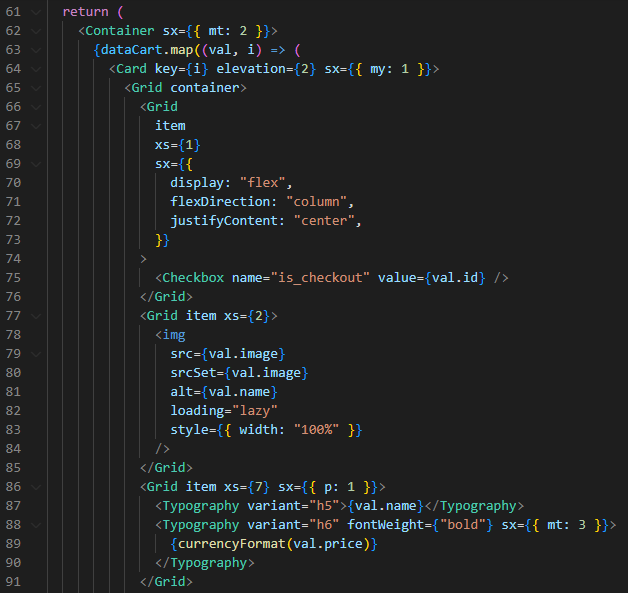 61 return (
62 <Container sx={{ mt: 2 }}>
63 {dataCart.map((val, i) => (
64 <Card key={i} elevation={2} sx={{ my: 1 }}>
65 <Grid container>
66 <Grid
67 item
68 xs={1}
69 sx={{
70 display: "flex",
71 flexDirection: "column",
72 justifyContent: "center",
73 }}
74 >
75 <Checkbox name="is_checkout" value={val.id} />
76 </Grid>
77 <Grid item xs={2}>
78 <img
79 src={val.image}
80 srcSet={val.image}
81 alt={val.name}
82 loading="lazy"
83 style={{ width: "100%" }}
84 />
85 </Grid>
86 <Grid item xs={7} sx={{ p: 1 }}>
87 <Typography variant="h5">{val.name}</Typography>
88 <Typography variant="h6" fontWeight={"bold"} sx={{ mt: 3 }}>
89 {currencyFormat(val.price)}
90 </Typography>
91 </Grid>